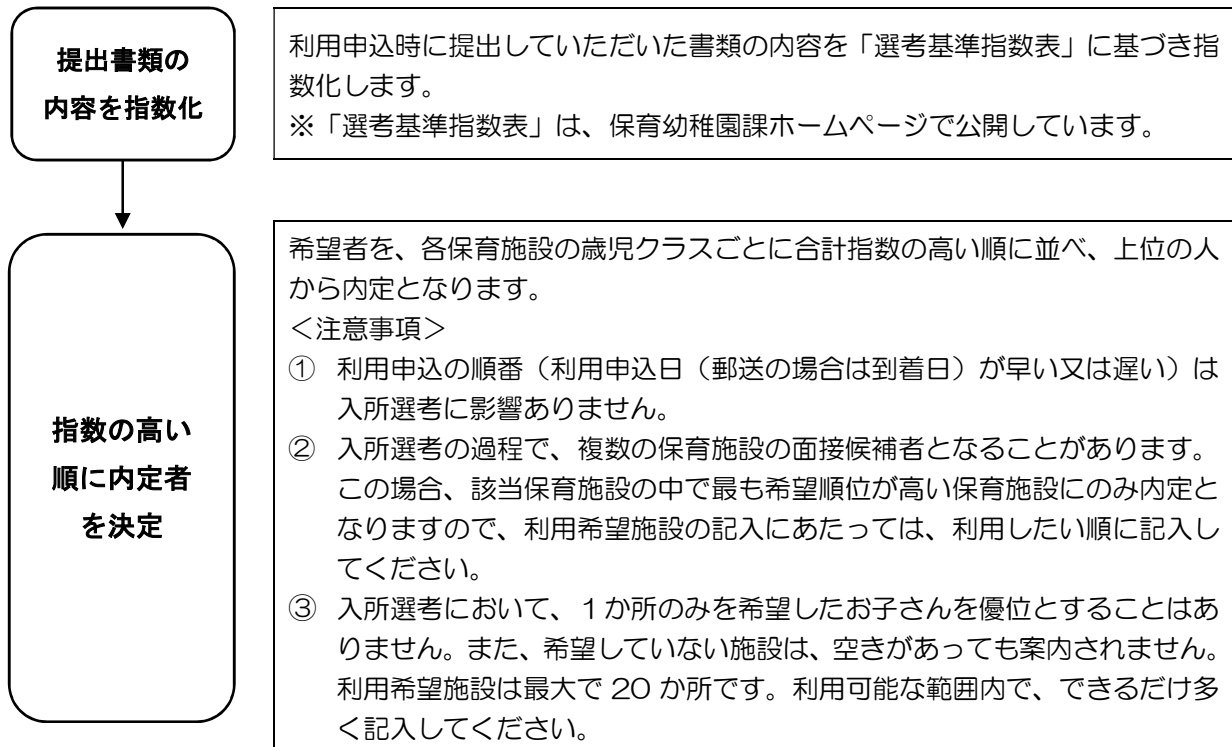 提出書類の
内容を指数化
利用申込時に提出していただいた書類の内容を「選考基準指数表」に基づき指
数化します。
※「選考基準指数表」は、保育幼稚園課ホームページで公開しています。
指数の高い
順に内定者
を決定
希望者を、各保育施設の歳児クラスごとに合計指数の高い順に並べ、上位の人
から内定となります。
＜注意事項＞
① 利用申込の順番（利用申込日（郵送の場合は到着日）が早い又は遅い）は
入所選考に影響ありません。
② 入所選考の過程で、複数の保育施設の面接候補者となることがあります。
この場合、該当保育施設の中で最も希望順位が高い保育施設にのみ内定と
なりますので、利用希望施設の記入にあたっては、利用したい順に記入し
てください。
③ 入所選考において、１か所のみを希望したお子さんを優位とすることはあ
りません。また、希望していない施設は、空きがあっても案内されません。
利用希望施設は最大で 20 か所です。利用可能な範囲内で、できるだけ多
く記入してください。